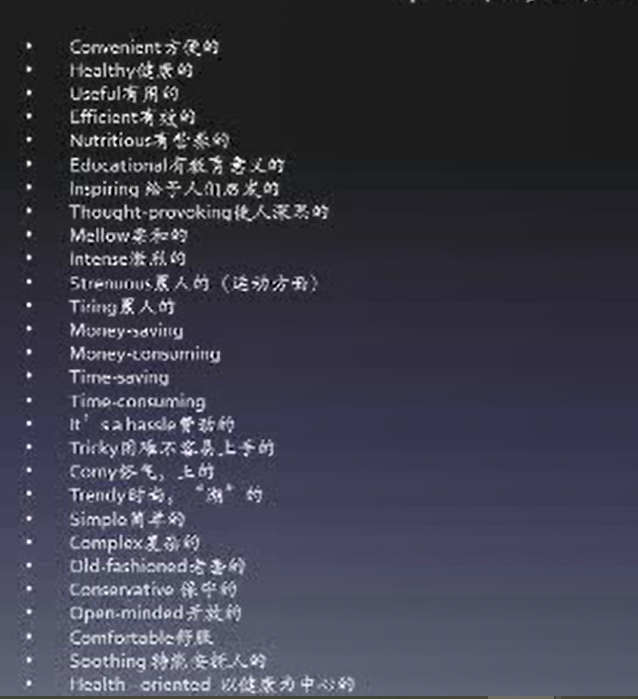 Convenient方便的
Healthy健康的
Useful有用的
Efficient有效的
Nutritious有营养的
Educational有教育意义的
Inspiring 给予人们启发的
Thought-provoking使人深思的
Mellow柔和的
Intense激烈的
Strenuous累人的（运动方面）
Tiring累人的
Money-saving
Money-consuming
Time-saving
Time-consuming
It’s a hassle费劲的
Tricky困难不容易上手的
Corny俗气，土的
Trendy时尚，“潮”的
Simple简单的
Complex复杂的
Old-fashioned老套的
Conservative 保守的
Open-minded开放的
Comfortable舒服
Soothing 特能安抚人的
Health-oriented 以健康为中心的